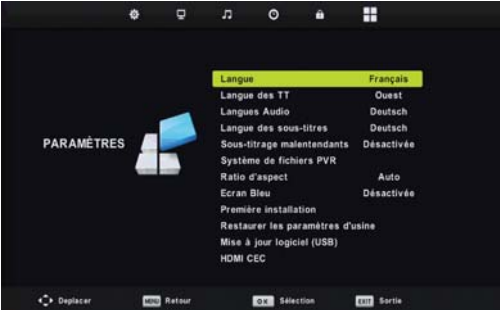 PARAMÈTRES
Langue Français
Langue des TT Ouest
Langues Audio Deutsch
Langue des sous-titres Deutsch
Sous-titrage malentendants Désactivée
Système de fichiers PVR
Ratio d'aspect Auto
Ecran Bleu Désactivée
Première installation
Restaurer les paramètres d'usine
Mise à jour logiciel (USB)
HDMI CEC
Deplacer MENU Retour OK Sélection EXIT Sortie